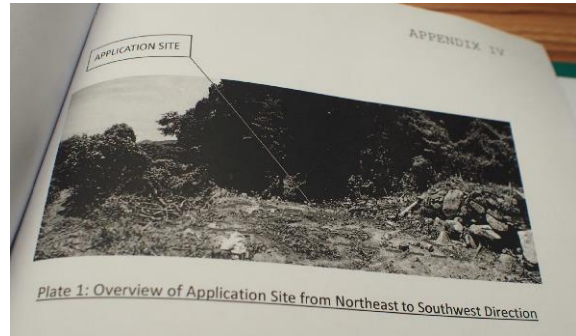 APPENDIX IV
APPLICATION SITE
Plate 1: Overview of Application Site from Northeast to Southwest Direction